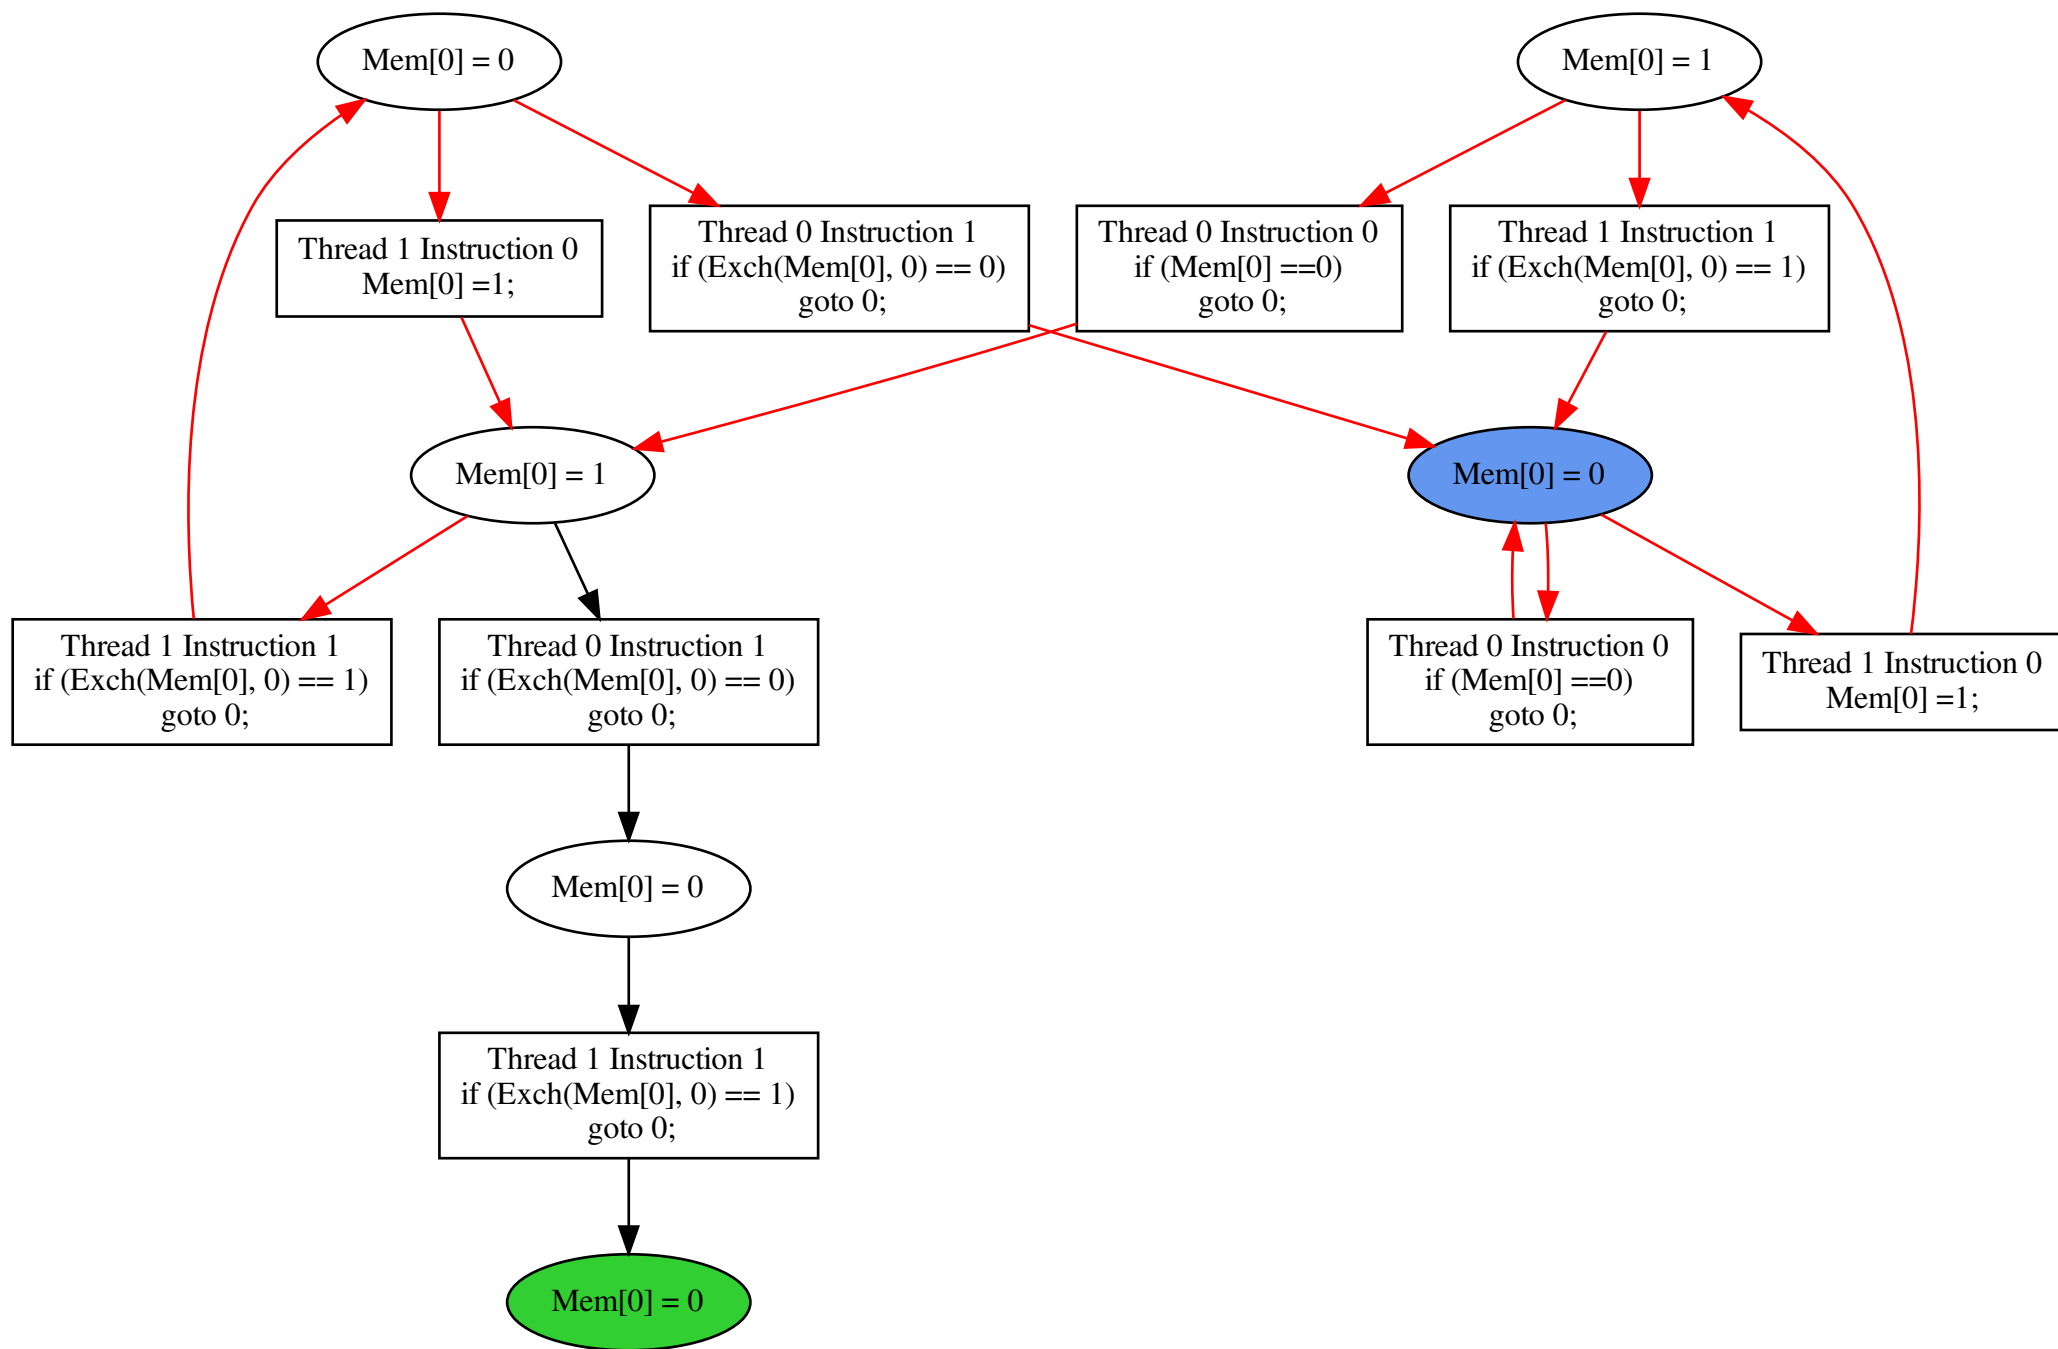 Mem[0] = 0
Mem[0] = 1
Thread 1 Instruction 0
Mem[0] =1;
Thread 0 Instruction 1
if (Exch(Mem[0], 0) == 0)
goto 0;
Thread 0 Instruction 0
if (Mem[0] ==0)
goto 0;
Thread 1 Instruction 1
if (Exch(Mem[0], 0) == 1)
goto 0;
Mem[0] = 1
Mem[0] = 0
Thread 1 Instruction 1
if (Exch(Mem[0], 0) == 1)
goto 0;
Thread 0 Instruction 1
if (Exch(Mem[0], 0) == 0)
goto 0;
Thread 0 Instruction 0
if (Mem[0] ==0)
goto 0;
Thread 1 Instruction 0
Mem[0] =1;
Mem[0] = 0
Thread 1 Instruction 1
if (Exch(Mem[0], 0) == 1)
goto 0;
Mem[0] = 0